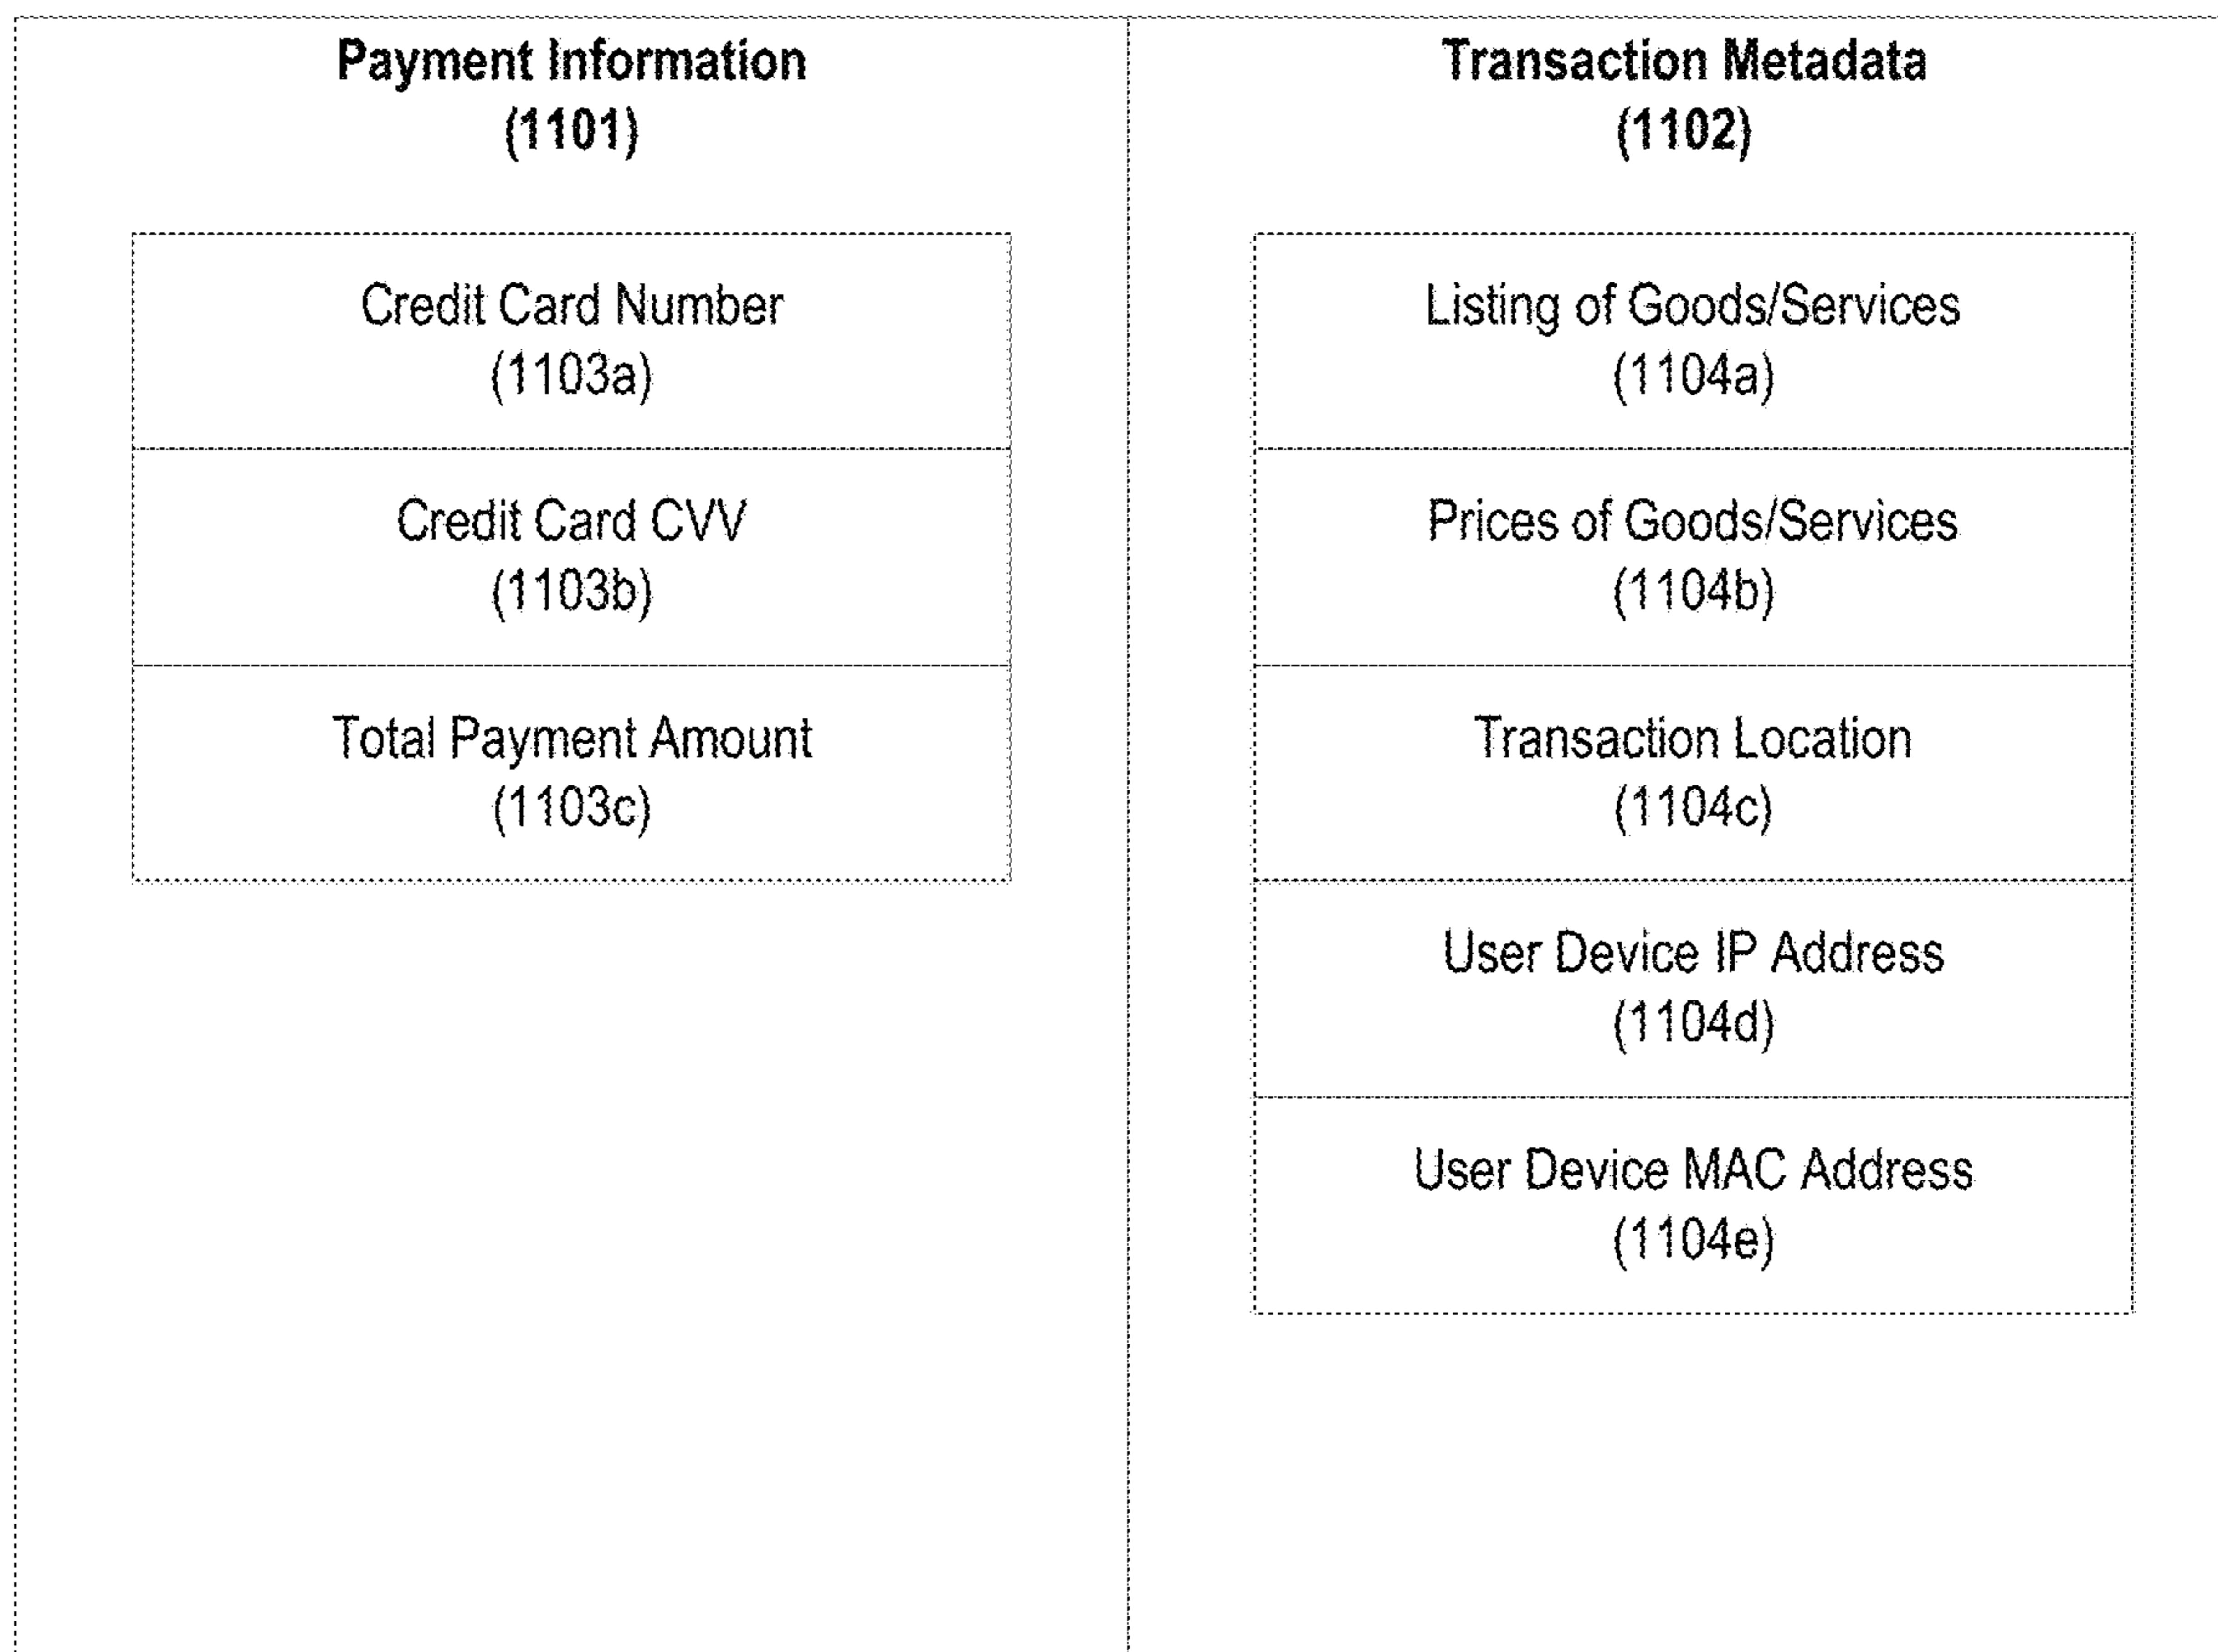 Payment Information
(1101)
Credit Card Number
(1103a)
Credit Card CVV
(1103b)
Total Payment Amount
(1103c)
Transaction Metadata
(1102)
Listing of Goods/Services
(1104a)
Prices of Goods/Services
(1104b)
Transaction Location
(1104c)
User Device IP Address
(1104d)
User Device MAC Address
(1104e)